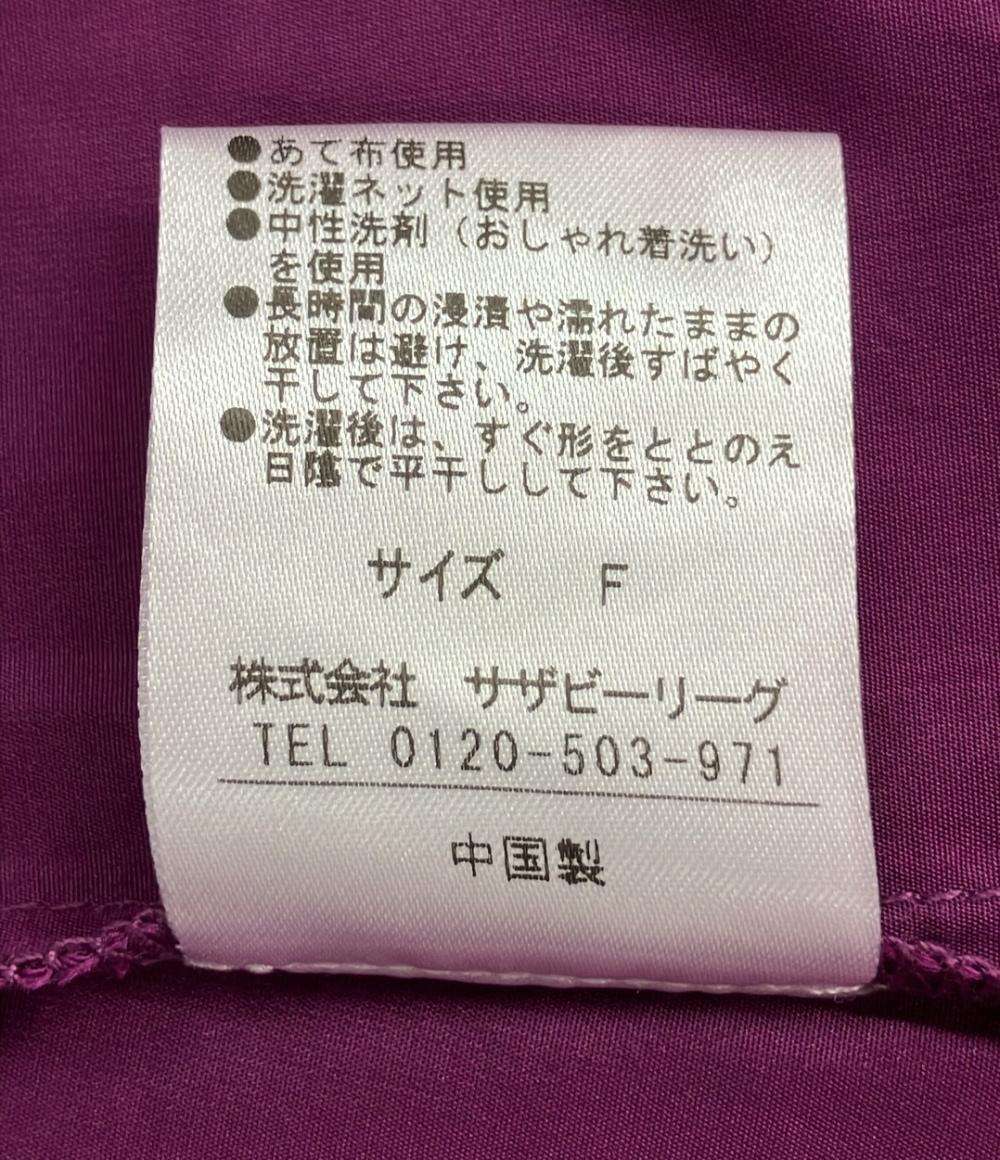 ●あて布使用
●洗濯ネット使用
●中性洗剤（おしゃれ着洗い）
を使用
●長時間の浸漬や濡れたままの
放置は避け、洗濯後すばやく
干して下さい。
●洗濯後は、すぐ形をととのえ
日陰で平干しして下さい。
サイズ F
株式会社 サザビーリーグ
TEL 0120-503-971
中国製